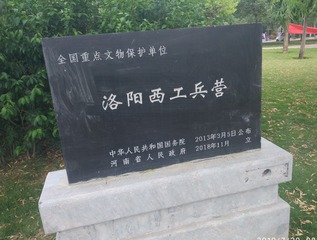 全国重点文物保护单位
洛阳西工兵营
中华人民共和国国务院 2013年3月5日公布
河南省人民政府 2018年11月 立